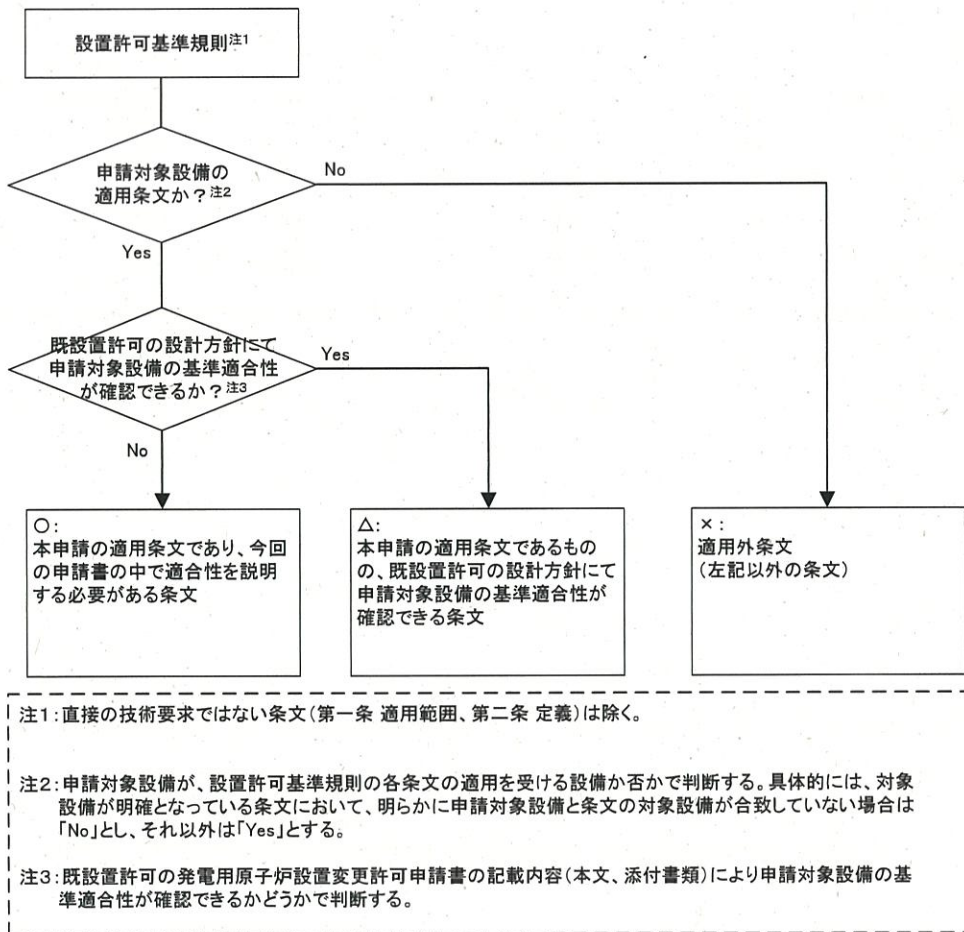 設置許可基準規則注1
申請対象設備の
適用条文か?注2
No
Yes
既設置許可の設計方針にて
申請対象設備の基準適合性
が確認できるか?注3
Yes
No
○:
本申請の適用条文であり、今回
の申請書の中で適合性を説明
する必要がある条文
△:
本申請の適用条文であるもの
の、既設置許可の設計方針にて
申請対象設備の基準適合性が
確認できる条文
×:
適用外条文
(左記以外の条文)
注1:直接の技術要求ではない条文(第一条 適用範囲、第二条 定義)は除く。
注2:申請対象設備が、設置許可基準規則の各条文の適用を受ける設備か否かで判断する。具体的には、対象
設備が明確となっている条文において、明らかに申請対象設備と条文の対象設備が合致していない場合は
「No」とし、それ以外は「Yes」とする。
注3:既設置許可の発電用原子炉設置変更許可申請書の記載内容(本文、添付書類)により申請対象設備の基
準適合性が確認できるかどうかで判断する。